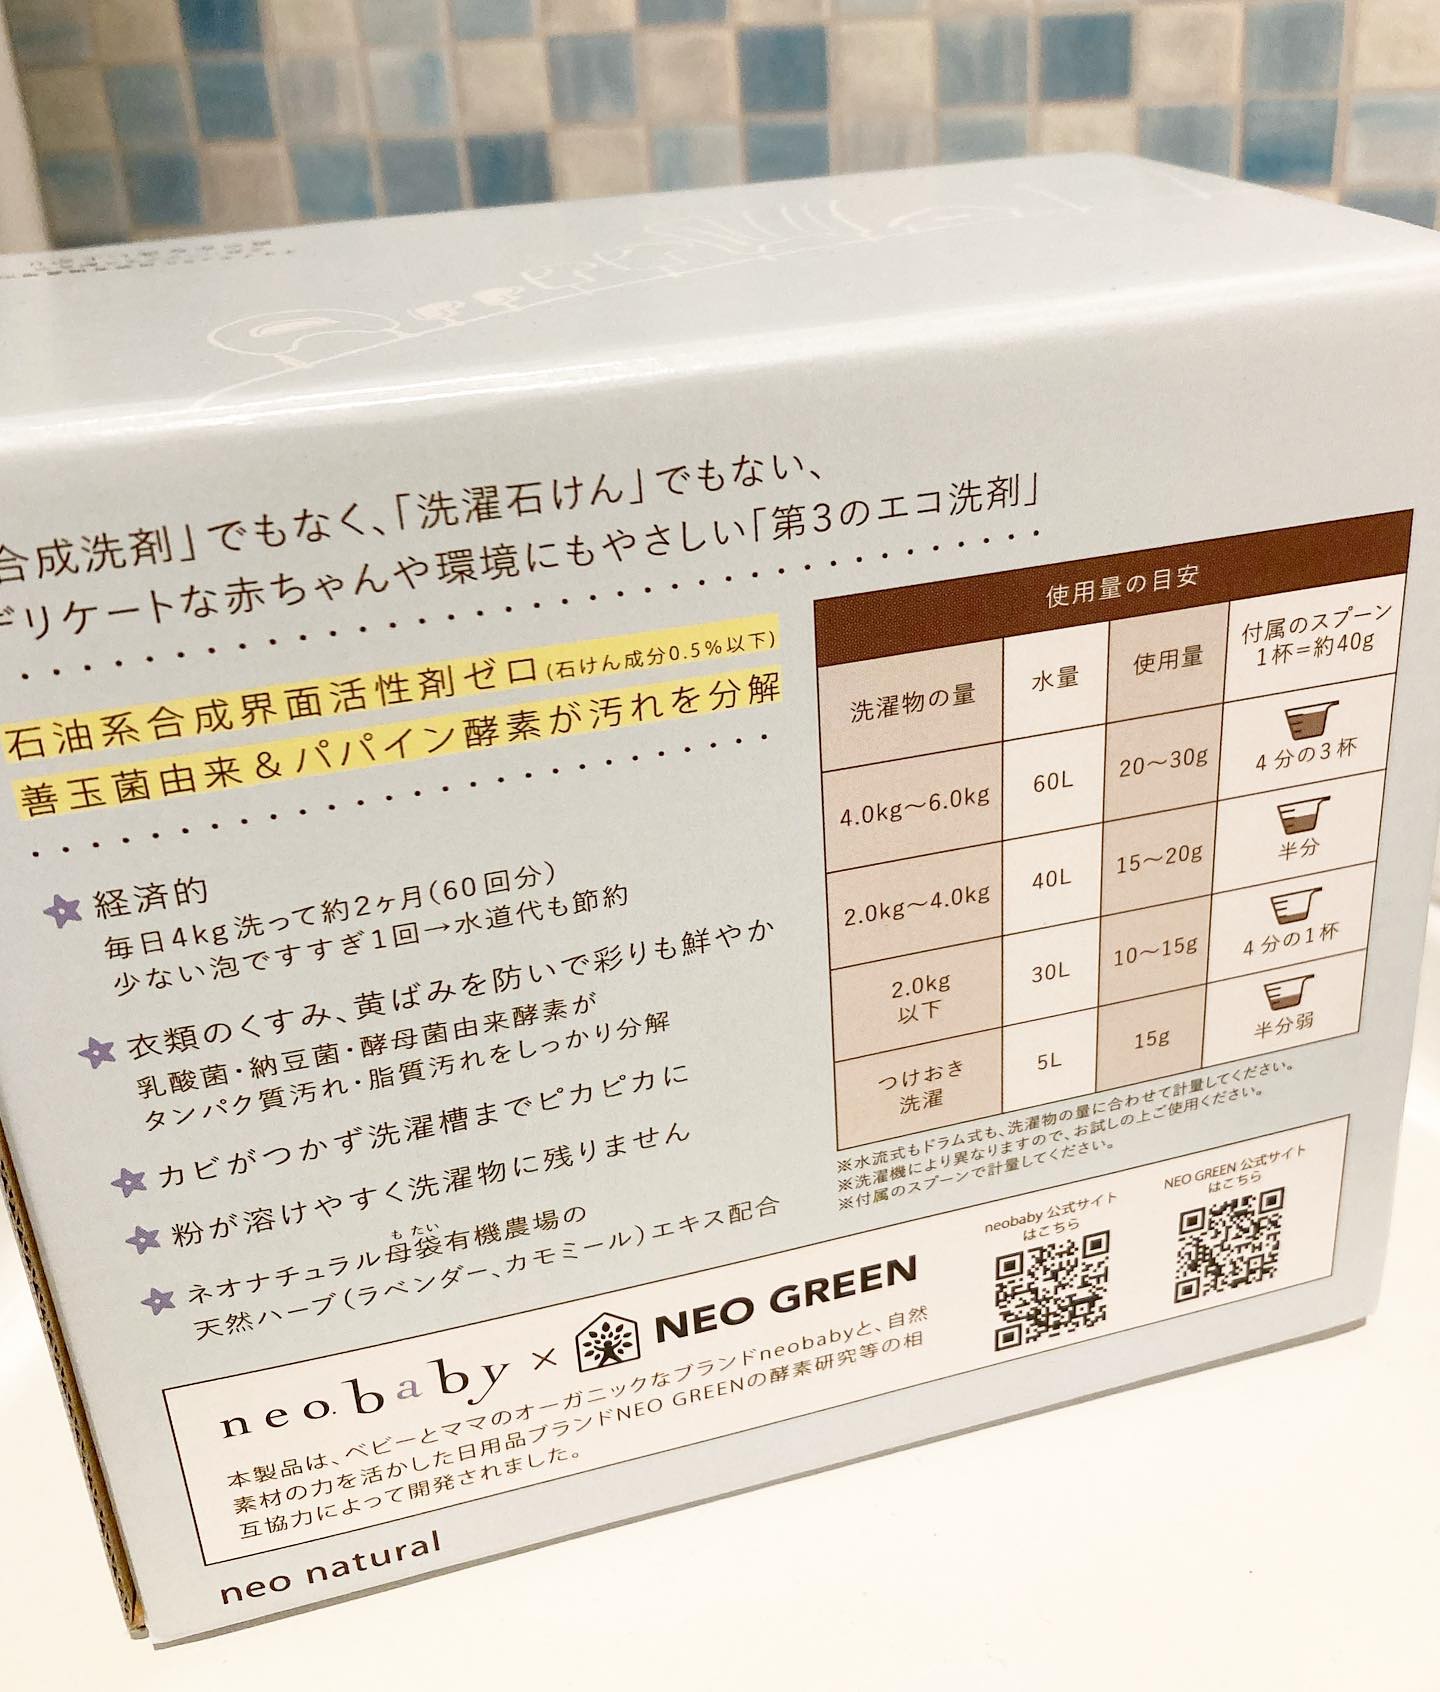 合成洗剤」でもなく、「洗濯石けん」でもない、
デリケートな赤ちゃんや環境にもやさしい「第3のエコ洗剤」
石油系合成界面活性剤ゼロ(石けん成分0.5%以下)
善玉菌由来&パパイン酵素が汚れを分解
経済的
毎日4kg洗って約2ヶ月(60回分)
少ない泡ですすぎ1回→水道代も節約
衣類のくすみ、黄ばみを防いで彩りも鮮やか
乳酸菌・納豆菌・酵母菌由来酵素が
タンパク質汚れ・脂質汚れをしっかり分解
カビがつかず洗濯槽までピカピカに
粉が溶けやすく洗濯物に残りません
ネオナチュラル母袋有機農場の
もたい
天然ハーブ(ラベンダー、カモミール)エキス配合
使用量の目安
洗濯物の量 水量 使用量 付属のスプーン
1杯=約40g
4.0kg〜6.0kg 60L 20〜30g 4分の3杯
2.0kg〜4.0kg 40L 15〜20g 半分
2.0kg
以下 30L 10〜15g 4分の1杯
つけおき
洗濯 5L 15g 半分弱
※水流式もドラム式も、洗濯物の量に合わせて計量してください。
※洗濯機により異なりますので、お試しの上ご使用ください。
※付属のスプーンで計量してください。
neo.baby × NEO GREEN
本製品は、ベビーとママのオーガニックなブランドneobabyと、自然
素材の力を活かした日用品ブランドNEO GREENの酵素研究等の相
互協力によって開発されました。
neobaby 公式サイト
はこちら
NEO GREEN 公式サイト
はこちら
neo natural